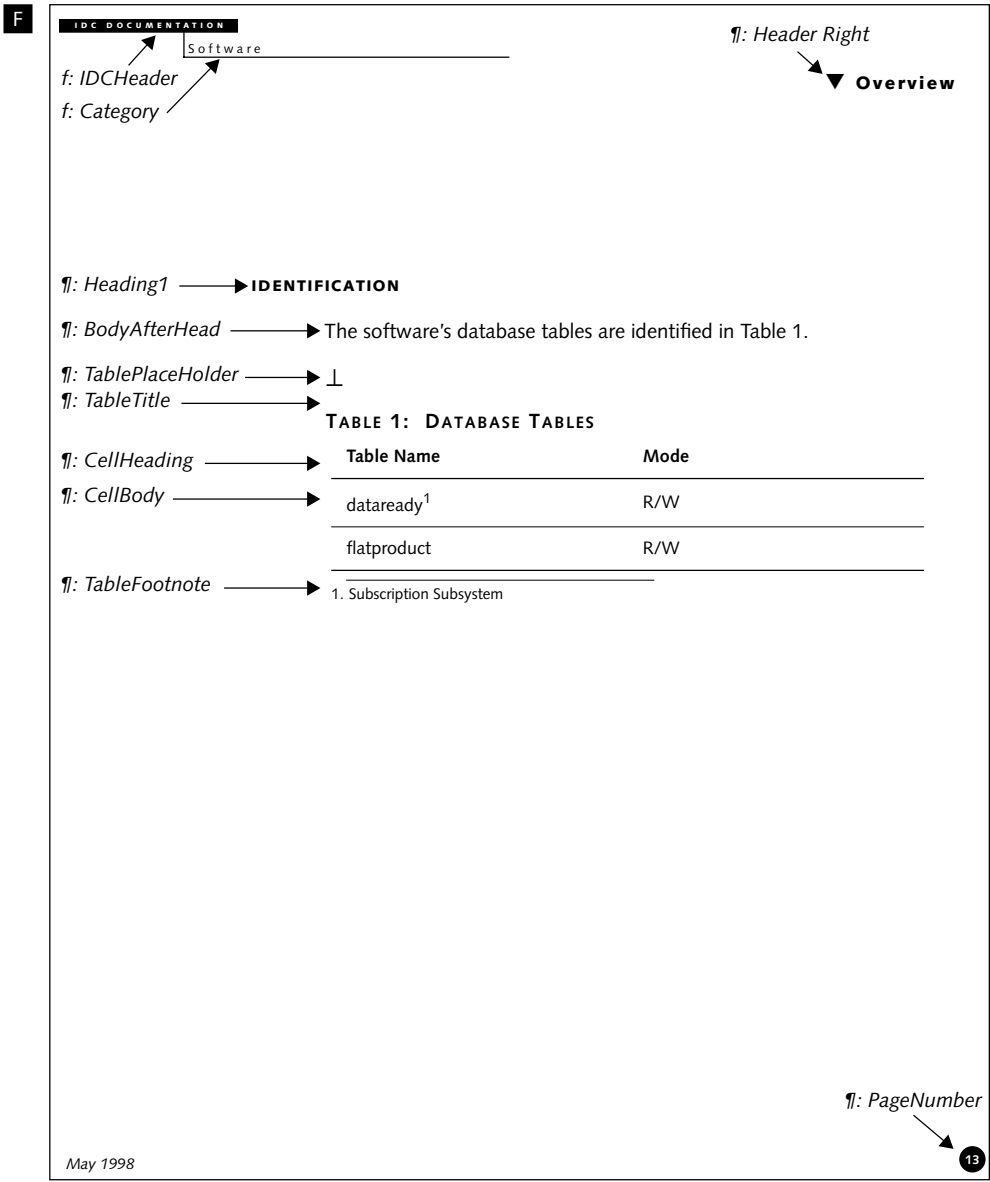 F
IDC DOCUMENTATION
Software
¶: Header Right
f: IDCHeader
▼ Overview
f: Category
¶: Heading1
IDENTIFICATION
¶: BodyAfterHead
The software's database tables are identified in Table 1.
¶: TablePlaceHolder
⊥
¶: TableTitle
TABLE 1: DATABASE TABLES
¶: CellHeading
Table Name Mode
¶: CellBody
dataready1 R/W
flatproduct R/W
¶: TableFootnote
1. Subscription Subsystem
¶: PageNumber
May 1998
13